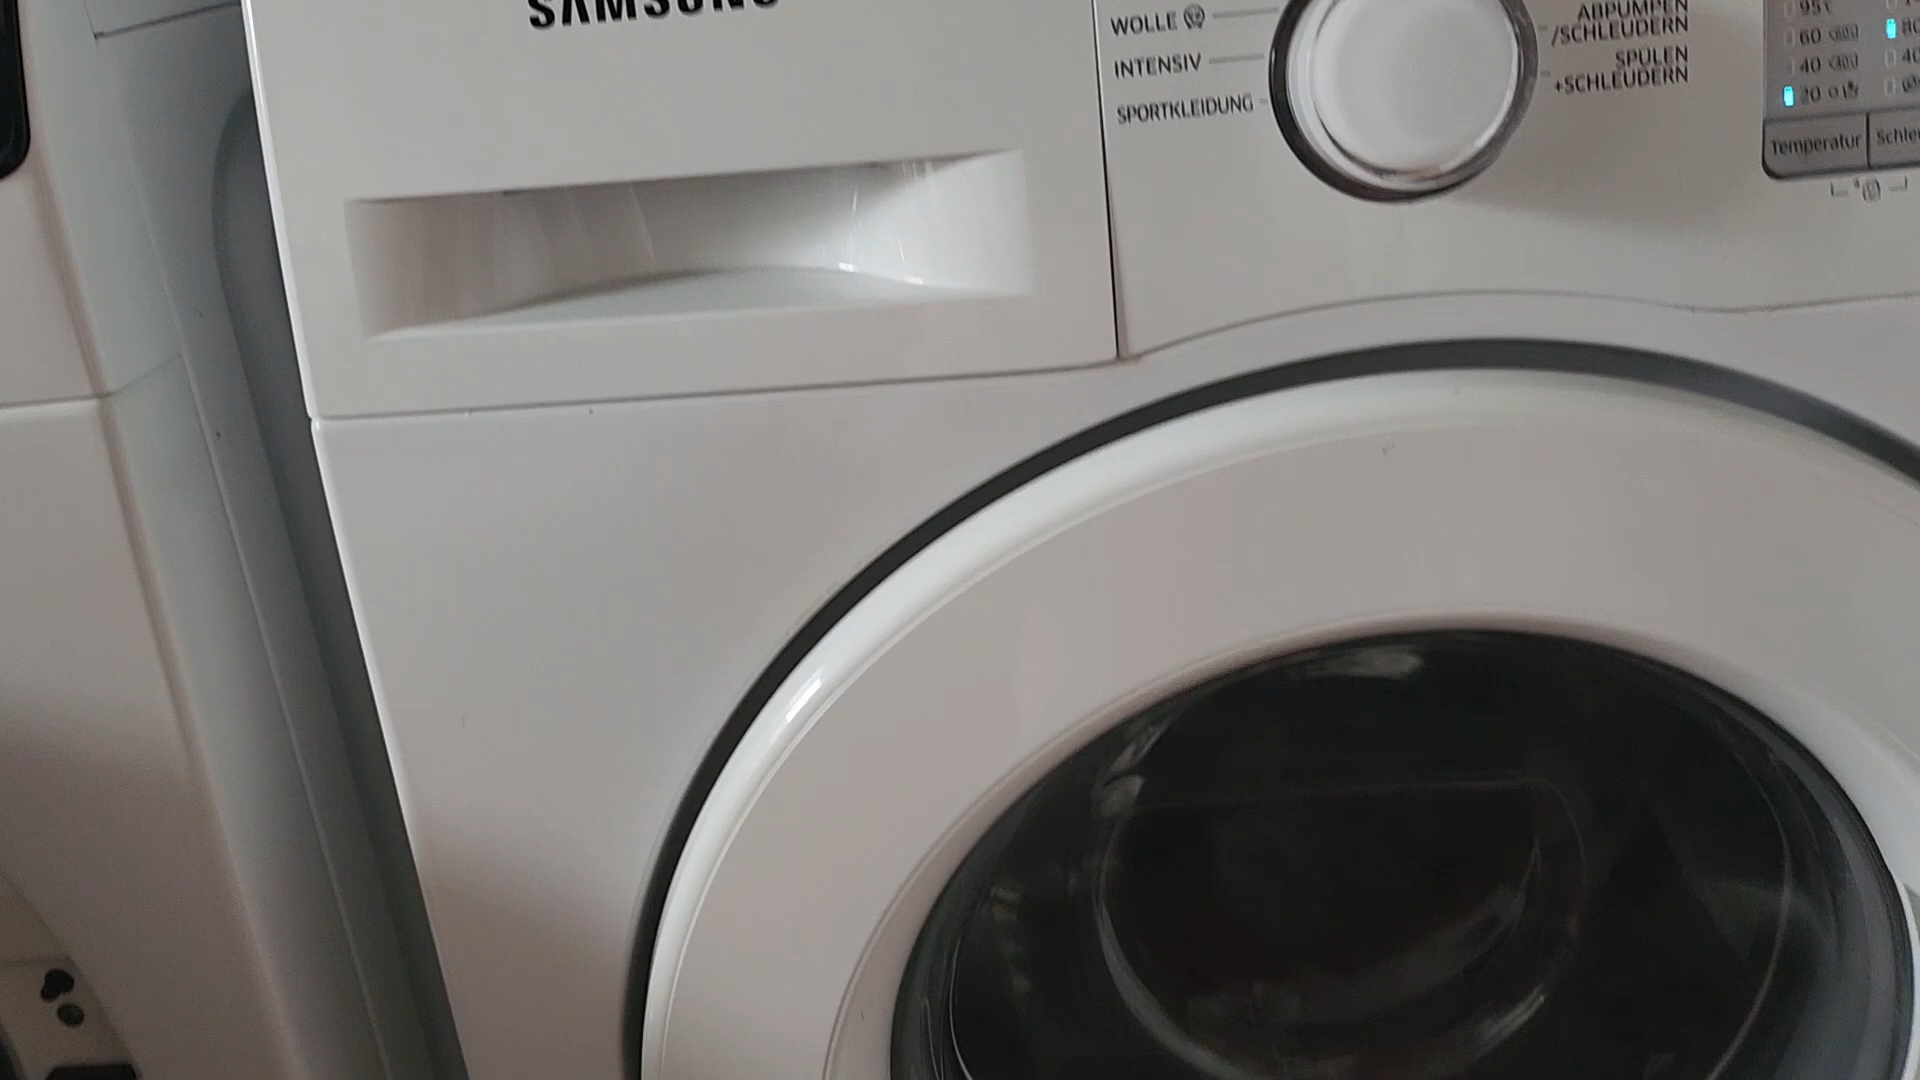 SAMSUNG
WOLLE
INTENSIV
SPORTKLEIDUNG
ABPUMPEN
/SCHLEUDERN
SPÜLEN
+SCHLEUDERN
95°C
60
40
20
Temperatur